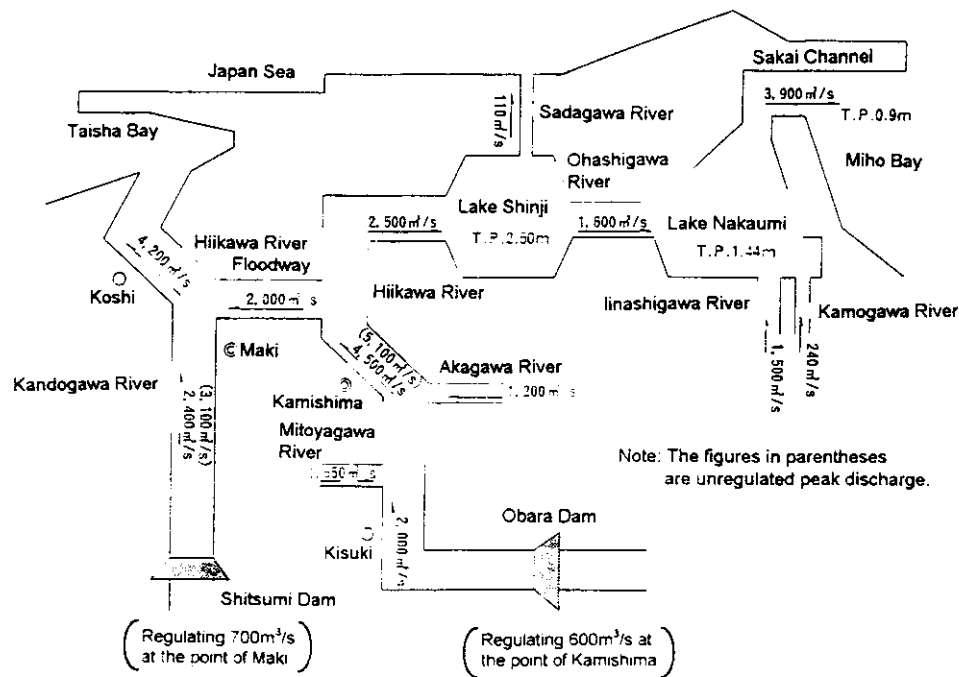 Sakai Channel
Japan Sea
3,900㎥/s
T.P.0.9m
110㎥/s
Sadagawa River
Taisha Bay
Miho Bay
Ohashigawa
River
Lake Shinji
2,500㎥/s
1,600㎥/s
Lake Nakaumi
T.P.2.50m
T.P.1.44m
4,200㎥/s
Hiikawa River
Floodway
Koshi
2,000㎥/s
Hiikawa River
Iinashigawa River
Kamogawa River
Maki
(5,100㎥/s)
4,500㎥/s
Akagawa River
1,500㎥/s
240㎥/s
Kandogawa River
1,200㎥/s
Kamishima
(3,100㎥/s)
2,400㎥/s
Mitoyagawa
River
Note: The figures in parentheses
are unregulated peak discharge.
2,000㎥/s
Obara Dam
Kisuki
Shitsumi Dam
(Regulating 700m³/s
at the point of Maki)
(Regulating 600m³/s at
the point of Kamishima)